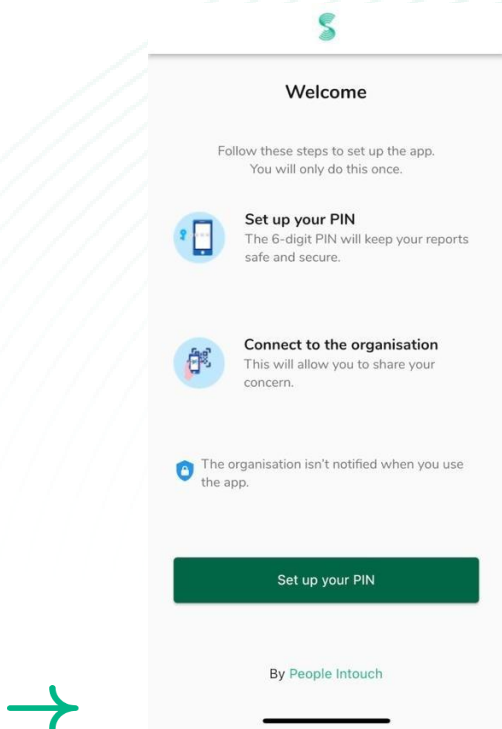 Welcome
Follow these steps to set up the app.
You will only do this once.
Set up your PIN
The 6-digit PIN will keep your reports
safe and secure.
Connect to the organisation
This will allow you to share your
concern.
The organisation isn't notified when you use
the app.
Set up your PIN
By People Intouch